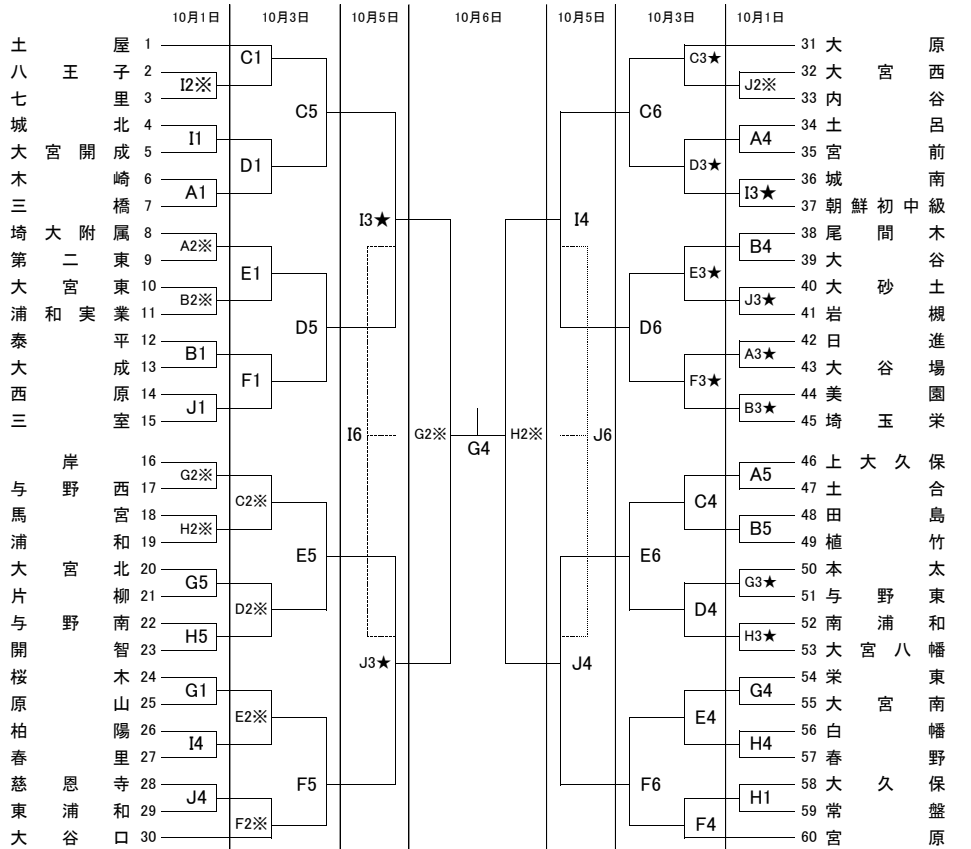 10月1日 10月3日 10月5日 10月6日 10月5日 10月3日 10月1日
土屋 1 31 大原
C1 C3★
八王子 2 32 大宮西
I2※ J2※
七里 3 33 内谷
C5 C6
城北 4 34 土呂
I1 A4
大宮開成 5 35 宮前
D1 D3★
木崎 6 36 城南
A1 I3★
三橋 7 37 朝鮮初中級
I3★ I4
埼大附属 8 38 尾間木
A2※ B4
第二東 9 39 大谷
E1 E3★
大宮東 10 40 大砂土
B2※ J3★
浦和実業 11 41 岩槻
D5 D6
泰平 12 42 日進
B1 A3★
大成 13 43 大谷場
F1 F3★
西原 14 44 美園
J1 B3★
三室 15 45 埼玉栄
I6 G2※ G4 H2※ J6
岸 16 46 上大久保
G2※ A5
与野西 17 47 土合
C2※ C4
馬宮 18 48 田島
H2※ B5
浦和 19 49 植竹
E5 E6
大宮北 20 50 本太
G5 G3★
片柳 21 51 与野東
D2※ D4
与野南 22 52 南浦和
H5 H3★
開智 23 53 大宮八幡
J3★ J4
桜木 24 54 栄東
G1 G4
原山 25 55 大宮南
E2※ E4
柏陽 26 56 白幡
I4 H4
春里 27 57 春野
F5 F6
慈恩寺 28 58 大久保
J4 H1
東浦和 29 59 常盤
F2※ F4
大谷口 30 60 宮原